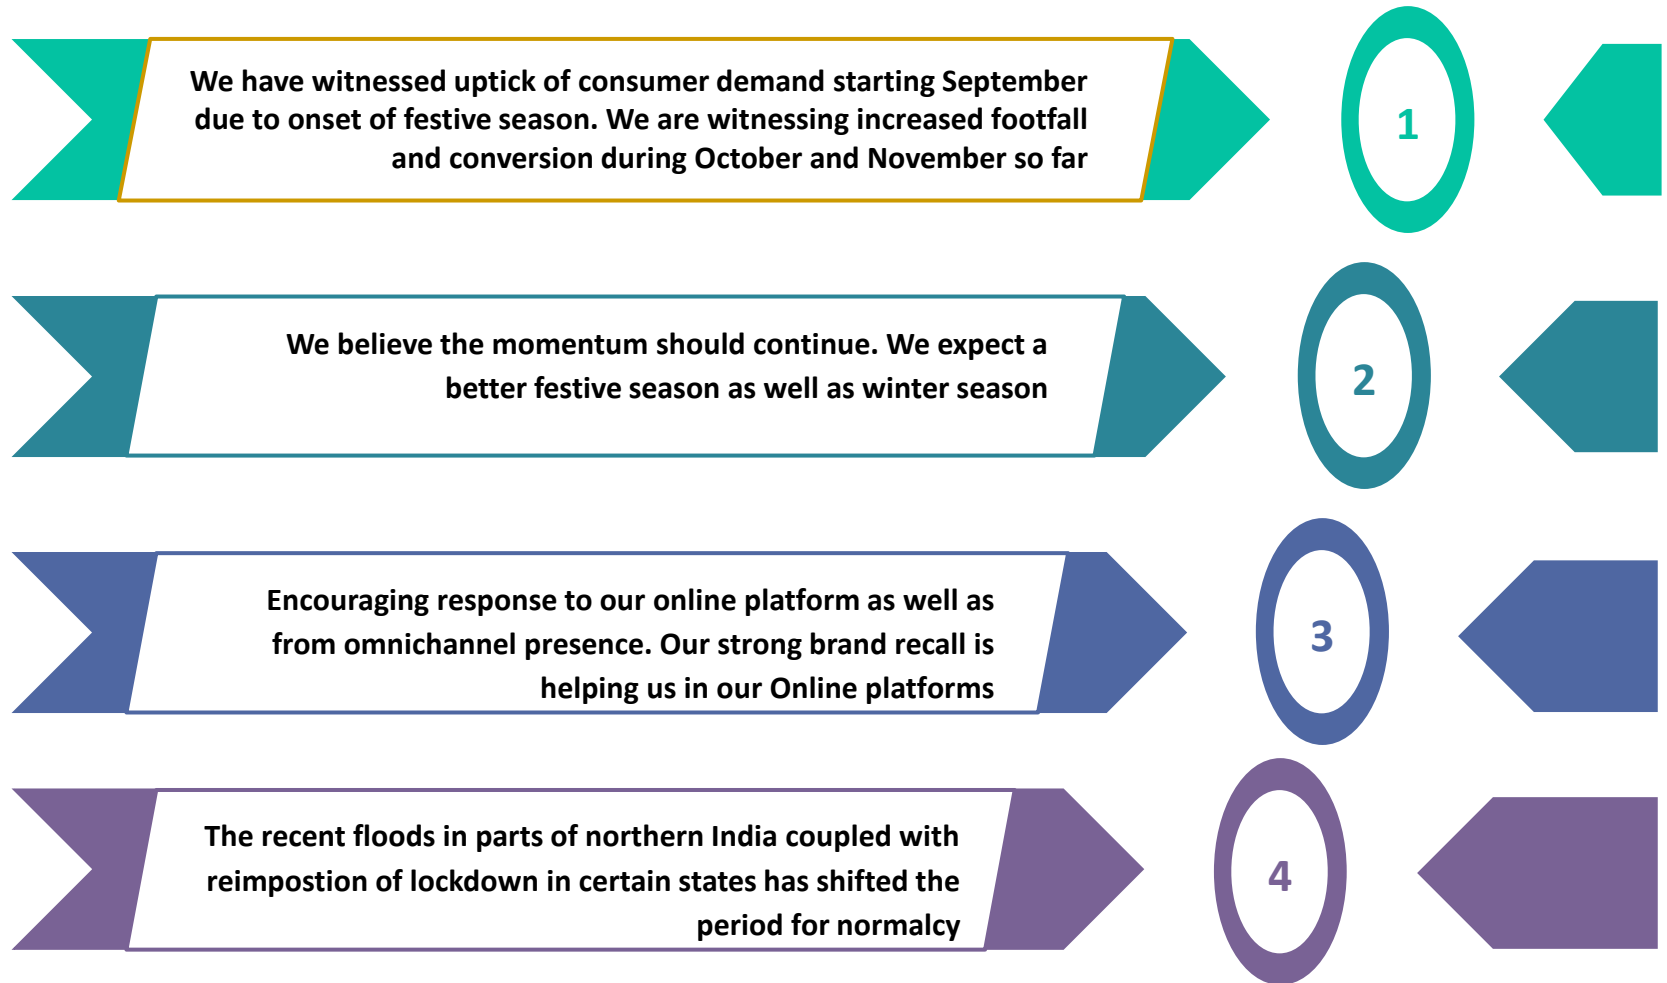 We have witnessed uptick of consumer demand starting September
due to onset of festive season. We are witnessing increased footfall
and conversion during October and November so far
1
We believe the momentum should continue. We expect a
better festive season as well as winter season
2
Encouraging response to our online platform as well as
from omnichannel presence. Our strong brand recall is
helping us in our Online platforms
3
The recent floods in parts of northern India coupled with
reimpostion of lockdown in certain states has shifted the
period for normalcy
4